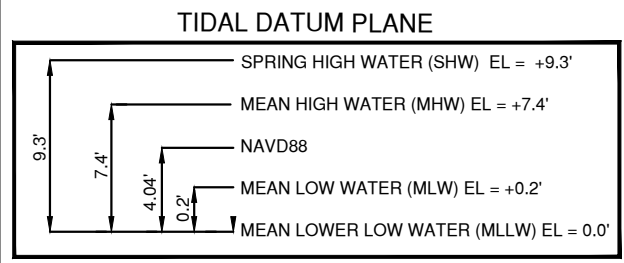 TIDAL DATUM PLANE
SPRING HIGH WATER (SHW) EL = +9.3'
MEAN HIGH WATER (MHW) EL = +7.4'
NAVD88
MEAN LOW WATER (MLW) EL = +0.2'
MEAN LOWER LOW WATER (MLLW) EL = 0.0'
9.3'
7.4'
4.04'
0.2'